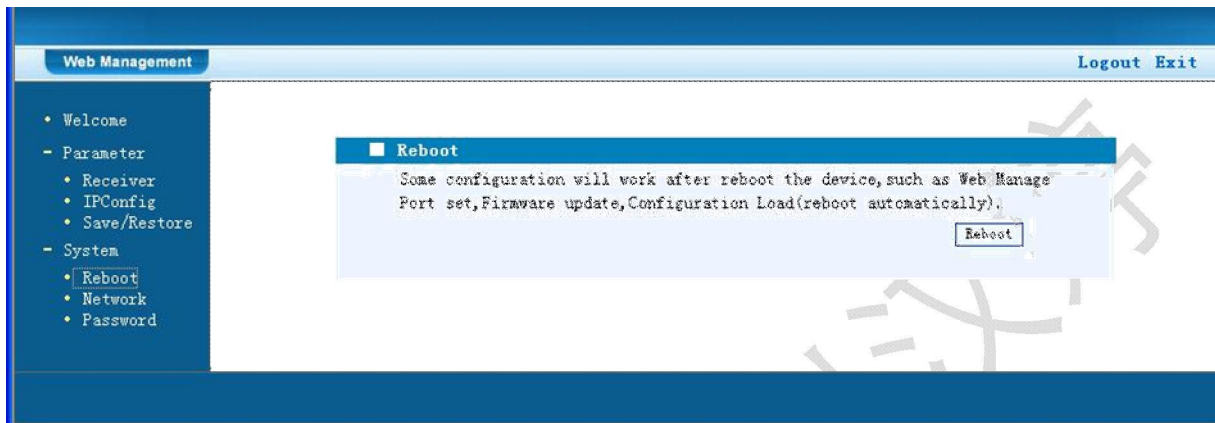 Web Management
Logout Exit
Welcome
Parameter
Receiver
IPConfig
Save/Restore
System
Reboot
Network
Password
Reboot
Some configuration will work after reboot the device,such as Web Manage
Port set,Firmware update,Configuration Load(reboot automatically).
Reboot